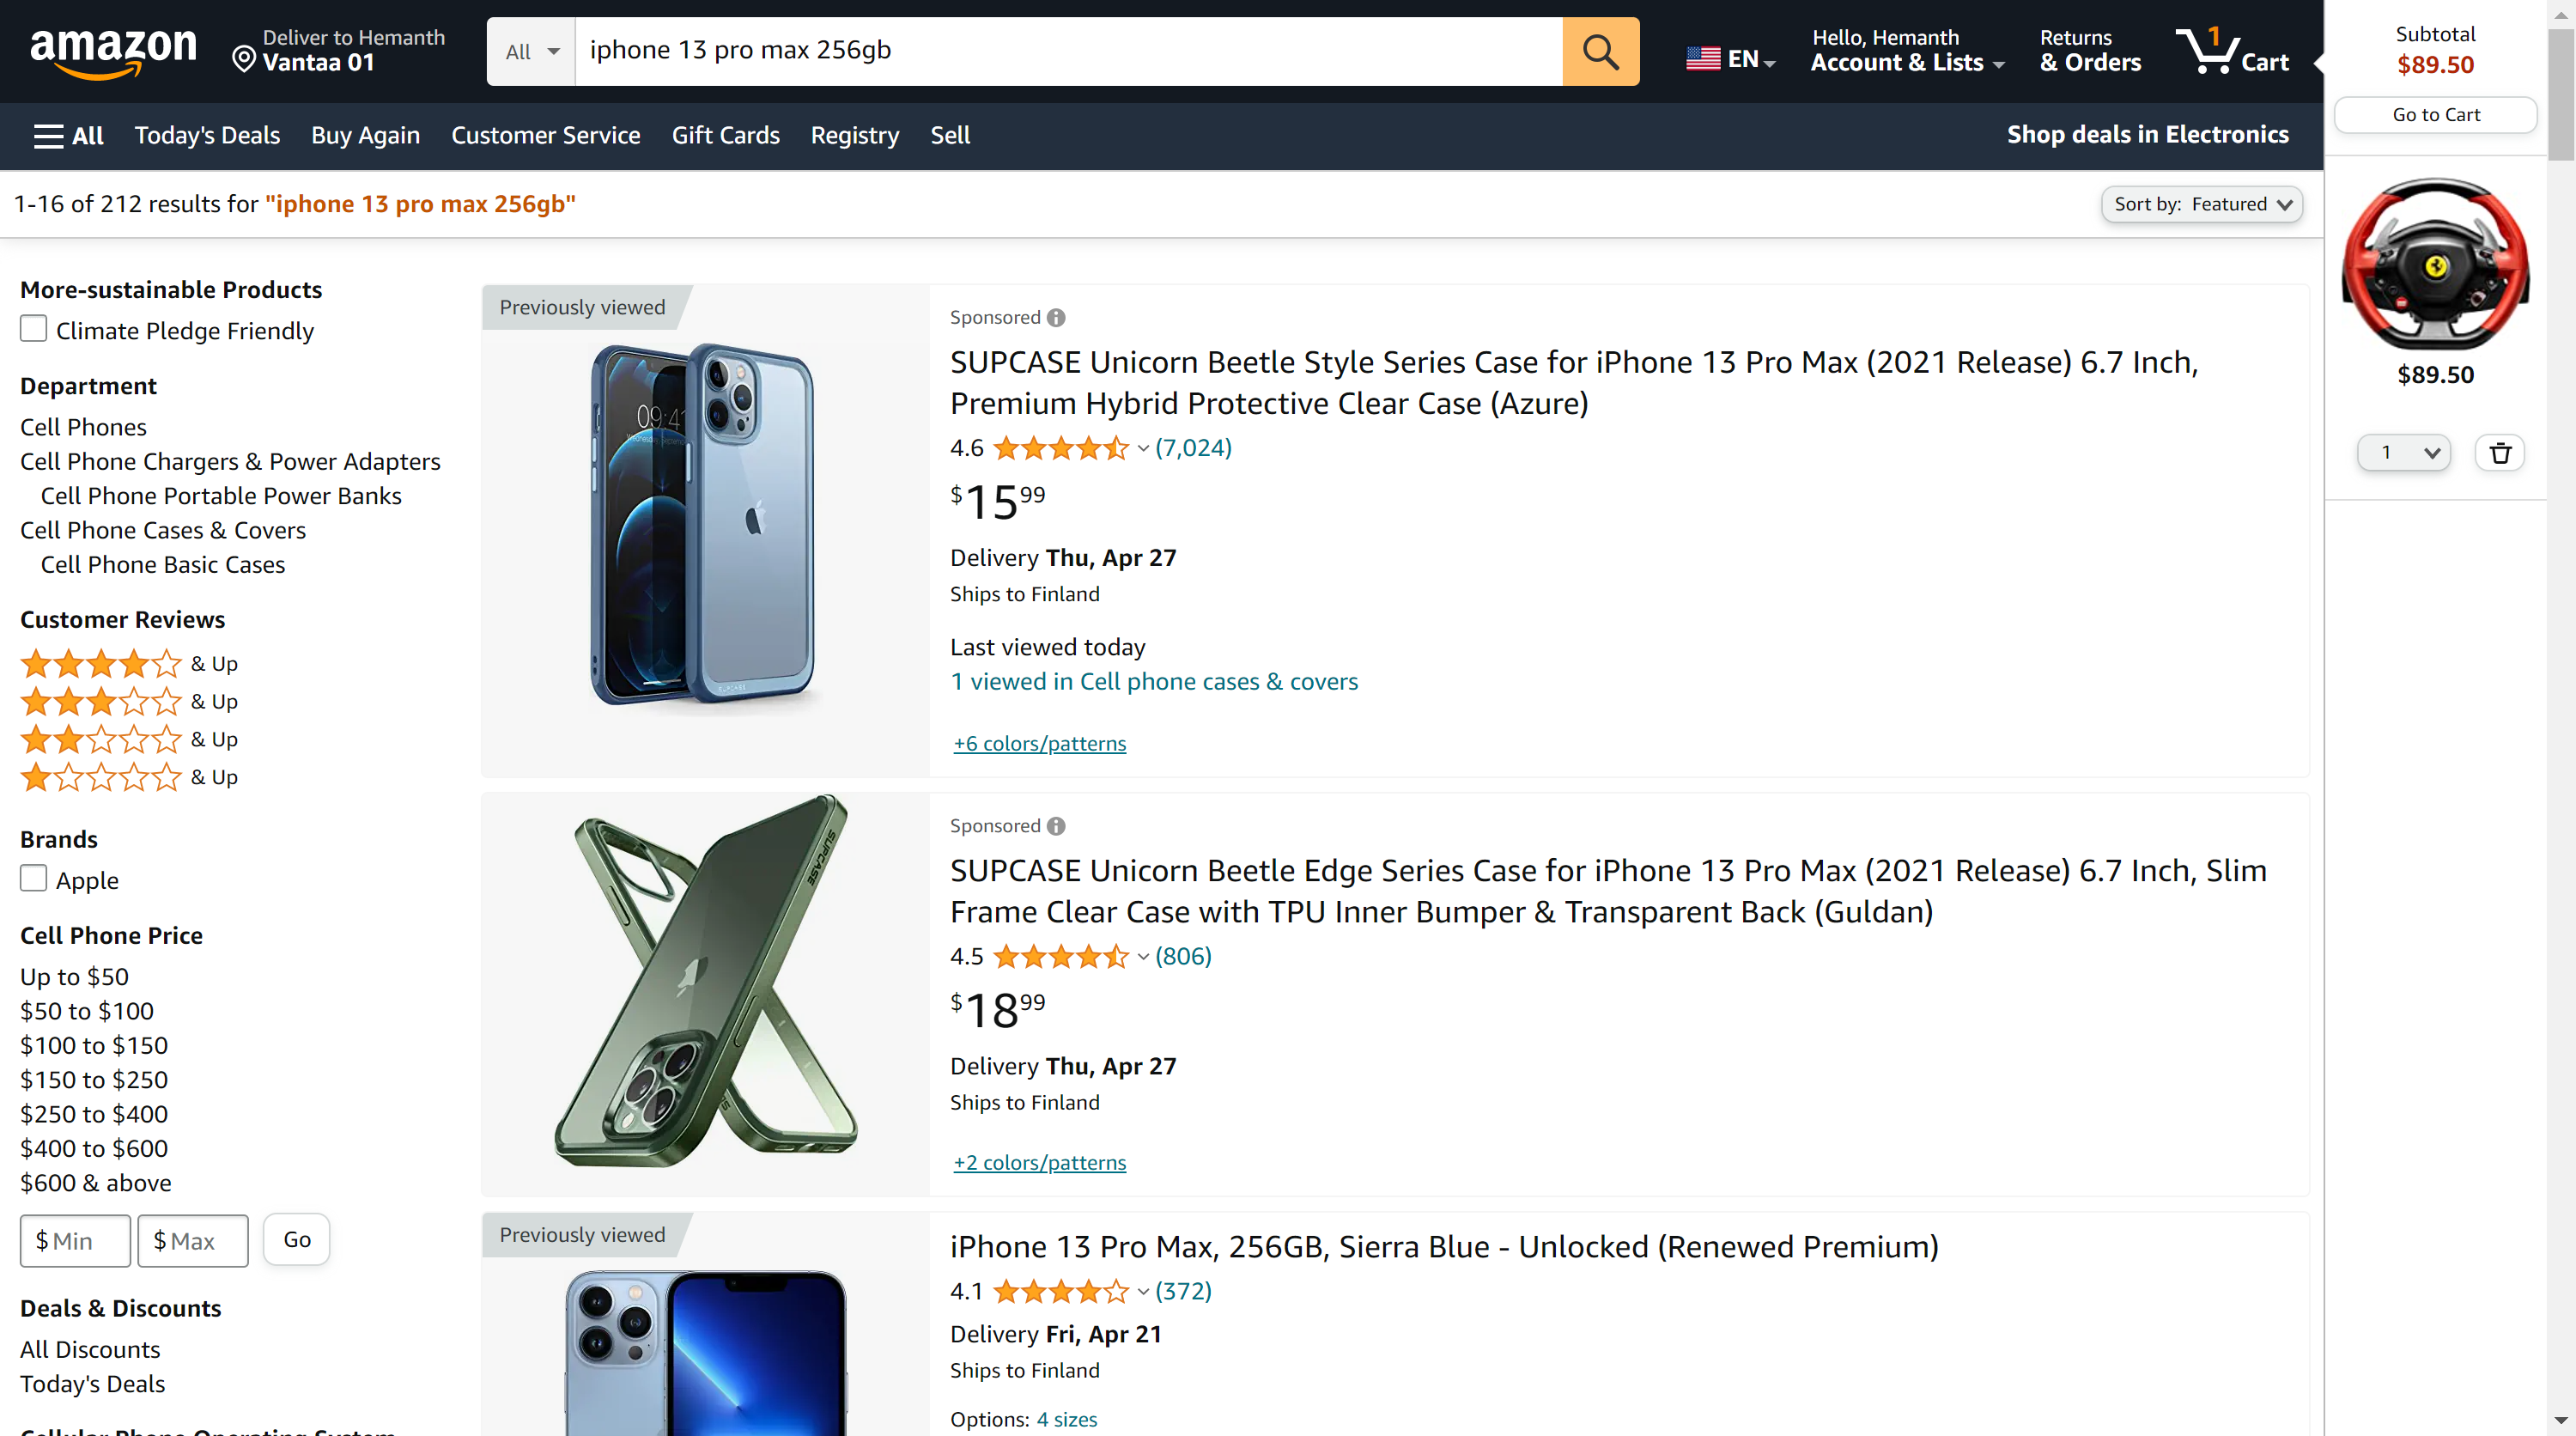 amazon
Deliver to Hemanth
Vantaa 01
All
iphone 13 pro max 256gb
EN
Hello, Hemanth
Account & Lists
Returns
& Orders
1
Cart
Subtotal
$89.50
Go to Cart
$89.50
1
All
Today's Deals
Buy Again
Customer Service
Gift Cards
Registry
Sell
Shop deals in Electronics
1-16 of 212 results for "iphone 13 pro max 256gb"
Sort by: Featured
More-sustainable Products
Climate Pledge Friendly
Department
Cell Phones
Cell Phone Chargers & Power Adapters
Cell Phone Portable Power Banks
Cell Phone Cases & Covers
Cell Phone Basic Cases
Customer Reviews
& Up
& Up
& Up
& Up
Brands
Apple
Cell Phone Price
Up to $50
$50 to $100
$100 to $150
$150 to $250
$250 to $400
$400 to $600
$600 & above
$ Min
$ Max
Go
Deals & Discounts
All Discounts
Today's Deals
Cellular Phone Operating System
Previously viewed
09:41
SUPCASE
Sponsored
SUPCASE Unicorn Beetle Style Series Case for iPhone 13 Pro Max (2021 Release) 6.7 Inch,
Premium Hybrid Protective Clear Case (Azure)
4.6 (7,024)
$15.99
Delivery Thu, Apr 27
Ships to Finland
Last viewed today
1 viewed in Cell phone cases & covers
+6 colors/patterns
SUPCASE
Sponsored
SUPCASE Unicorn Beetle Edge Series Case for iPhone 13 Pro Max (2021 Release) 6.7 Inch, Slim
Frame Clear Case with TPU Inner Bumper & Transparent Back (Guldan)
4.5 (806)
$18.99
Delivery Thu, Apr 27
Ships to Finland
+2 colors/patterns
Previously viewed
iPhone 13 Pro Max, 256GB, Sierra Blue - Unlocked (Renewed Premium)
4.1 (372)
Delivery Fri, Apr 21
Ships to Finland
Options: 4 sizes